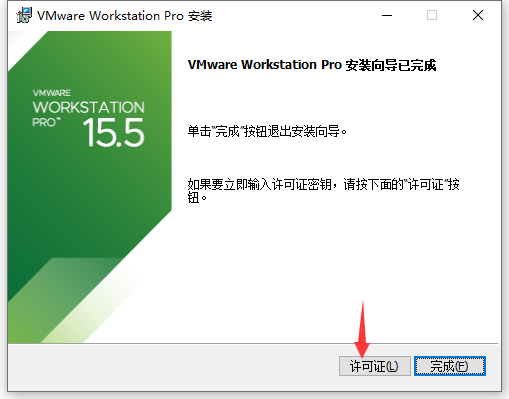 VMware Workstation Pro 安装
VMWARE
WORKSTATION
PRO™
15.5
VMware Workstation Pro 安装向导已完成
单击"完成"按钮退出安装向导。
如果要立即输入许可证密钥，请按下面的"许可证"按
钮。
许可证(L)
完成(F)